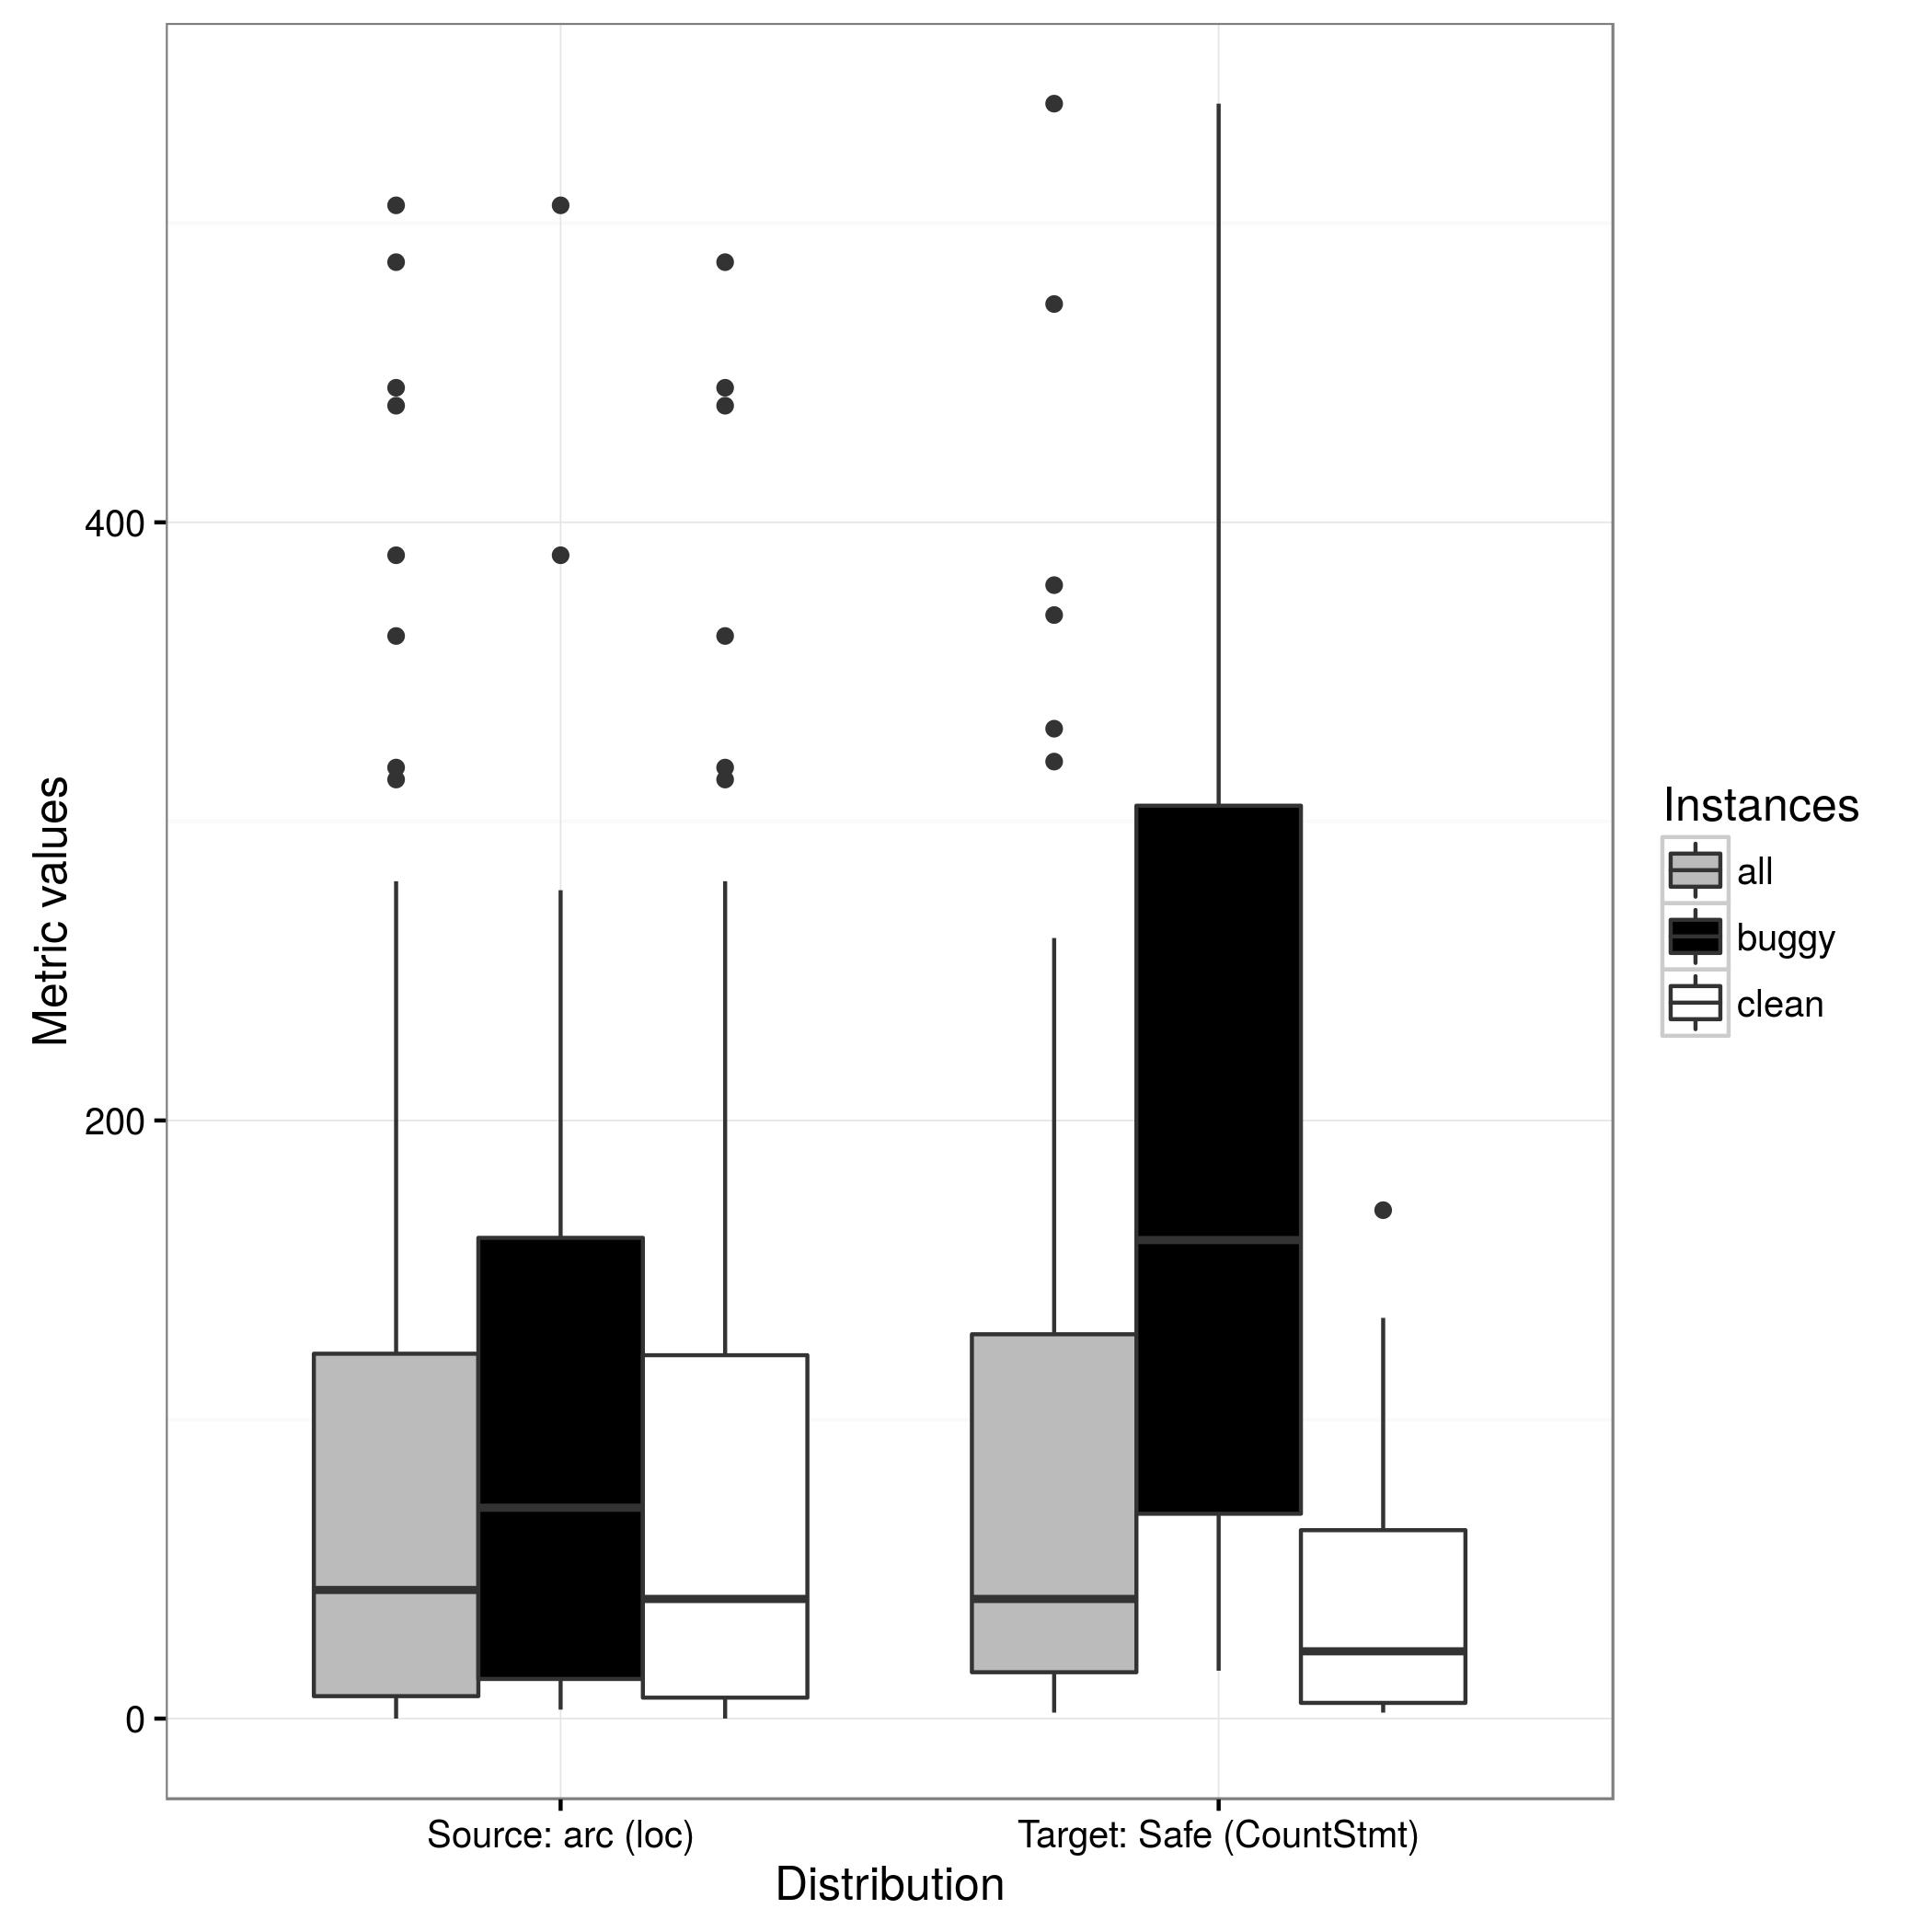 Metric values
400
200
0
Source: arc (loc)
Target: Safe (CountStmt)
Distribution
Instances
all
buggy
clean